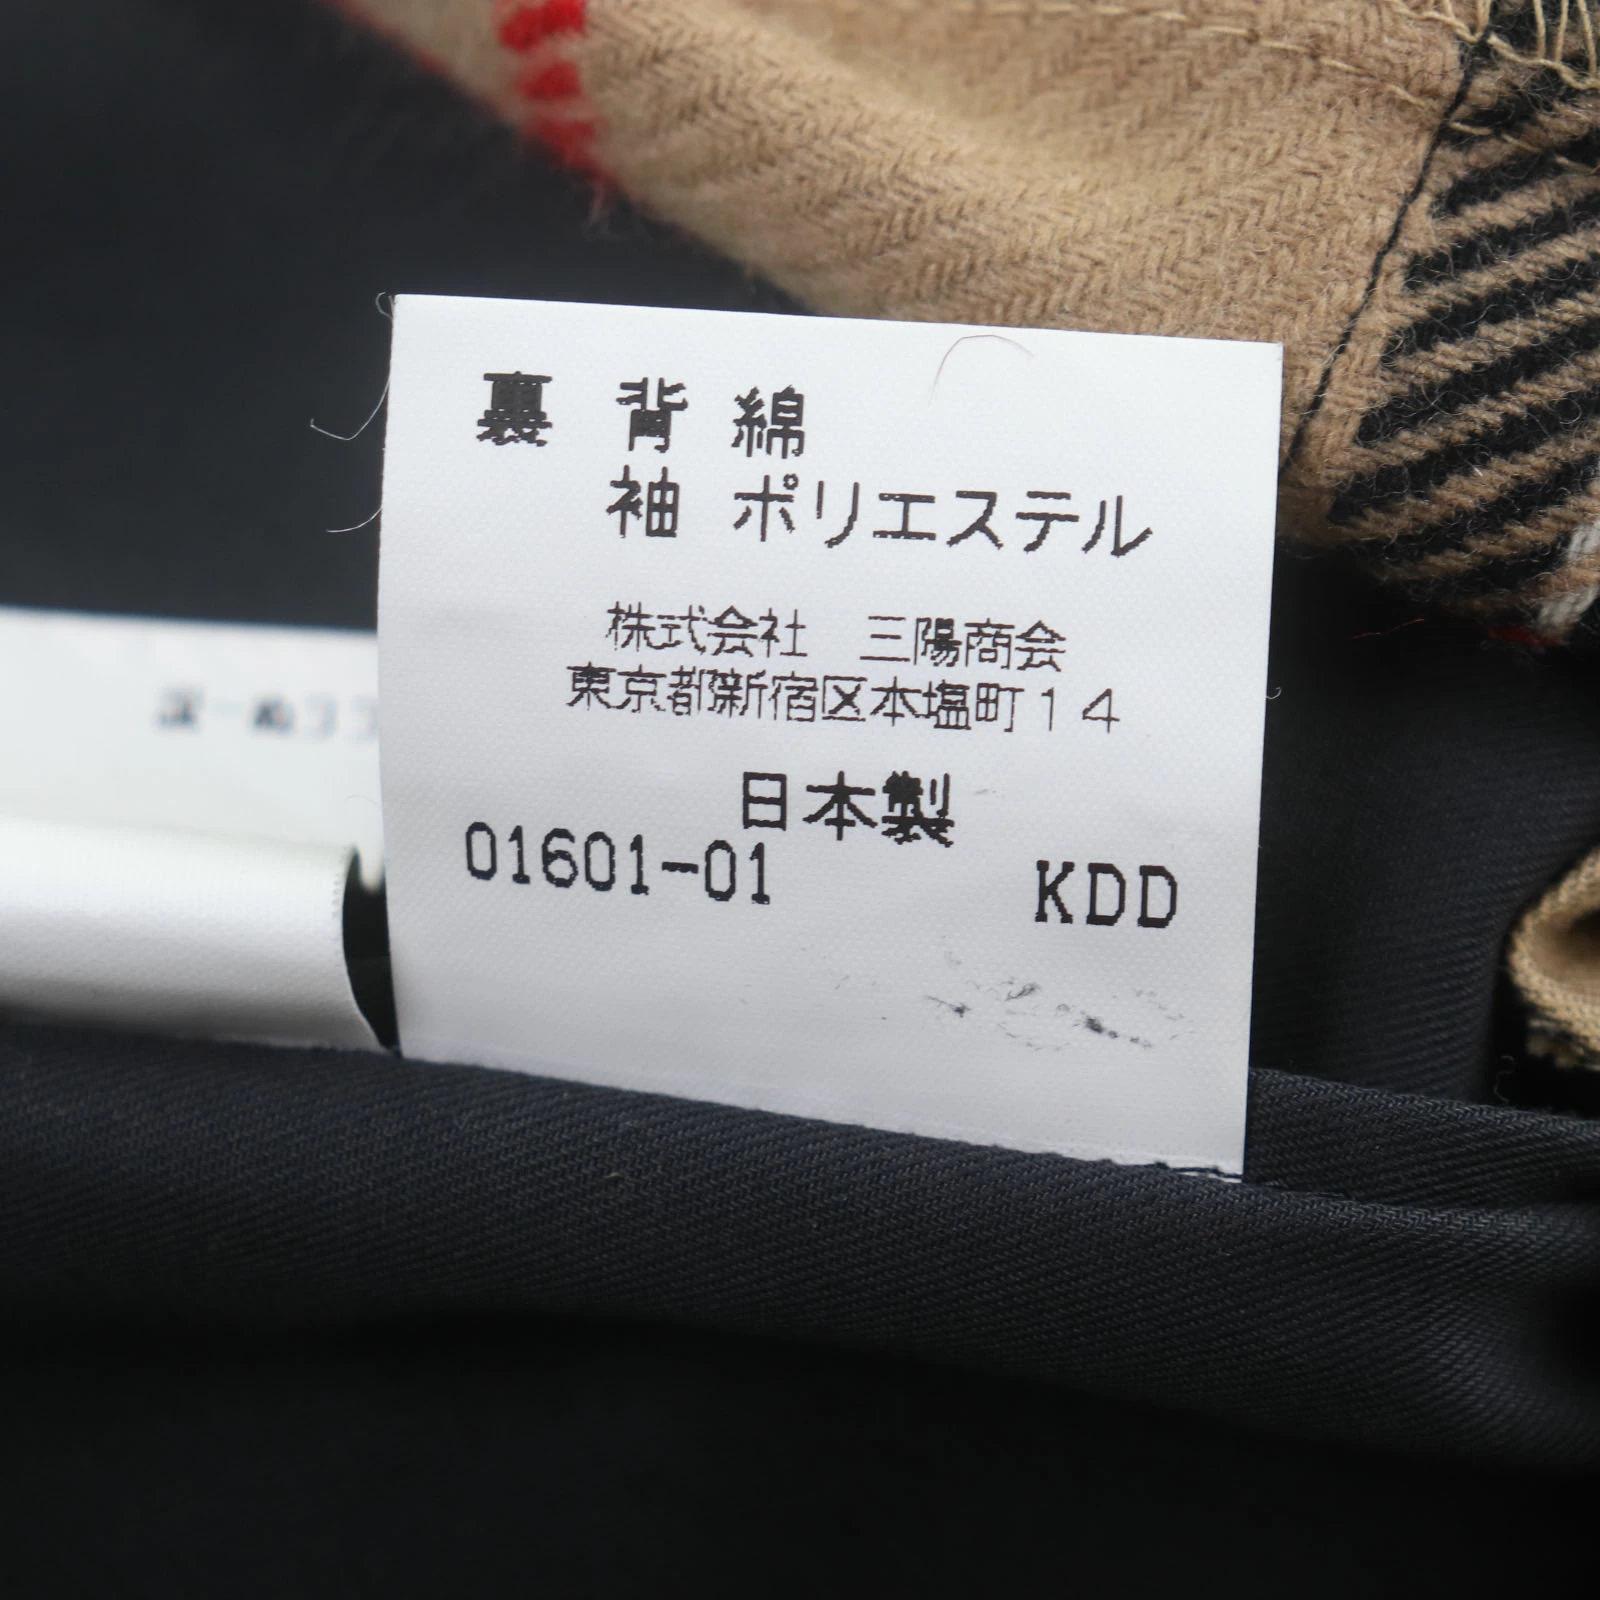 裏 背 綿
袖 ポリエステル
株式会社 三陽商会
東京都新宿区本塩町14
日本製
01601-01 KDD